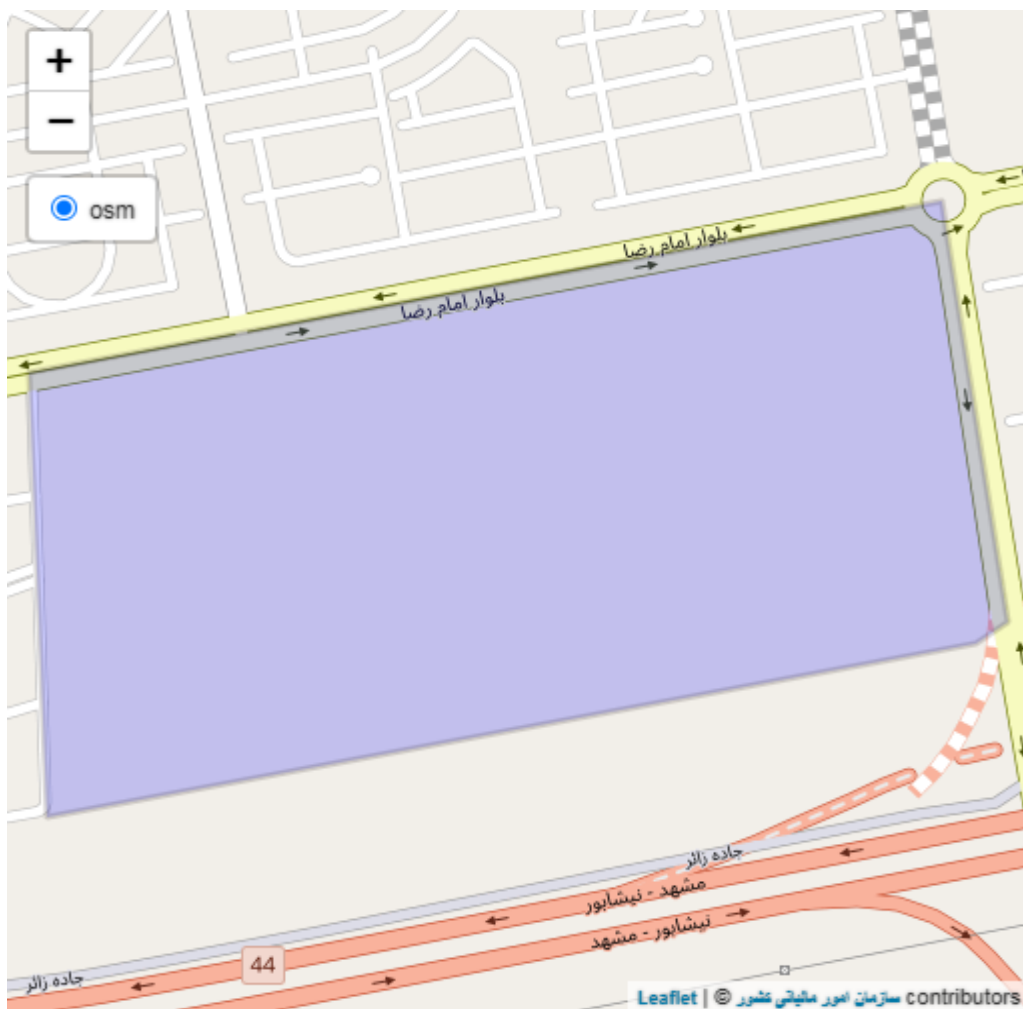 +
−
osm
بلوار امام رضا
بلوار امام رضا
جاده زائر
مشهد - نیشابور
نیشابور - مشهد
44
جاده زائر
Leaflet | © سازمان امور مالیاتی کشور contributors